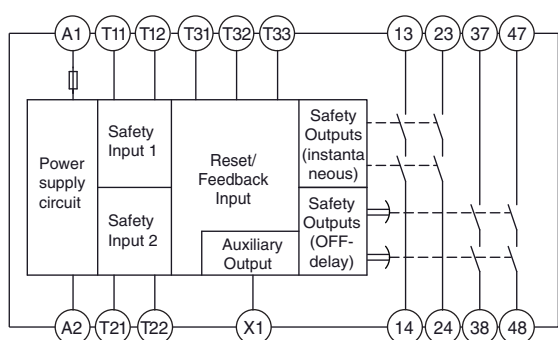 A1 T11 T12 T31 T32 T33 13 23 37 47
Power
supply
circuit
Safety
Input 1
Safety
Input 2
Reset/
Feedback
Input
Auxiliary
Output
Safety
Outputs
(instanta
neous)
Safety
Outputs
(OFF-
delay)
A2 T21 T22 X1 14 24 38 48